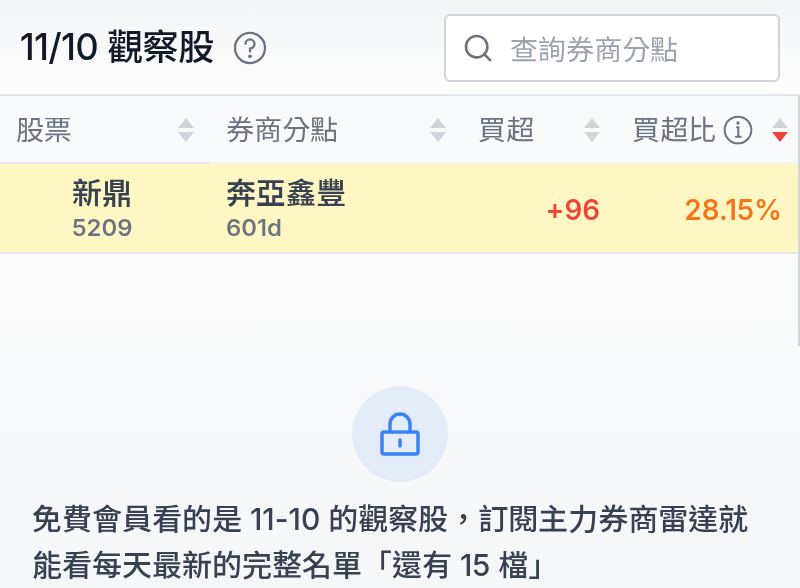 11/10 觀察股 ?
查詢券商分點
股票 券商分點 買超 買超比
新鼎 奔亞鑫豐 +96 28.15%
5209 601d
免費會員看的是 11-10 的觀察股，訂閱主力券商雷達就
能看每天最新的完整名單「還有 15 檔」